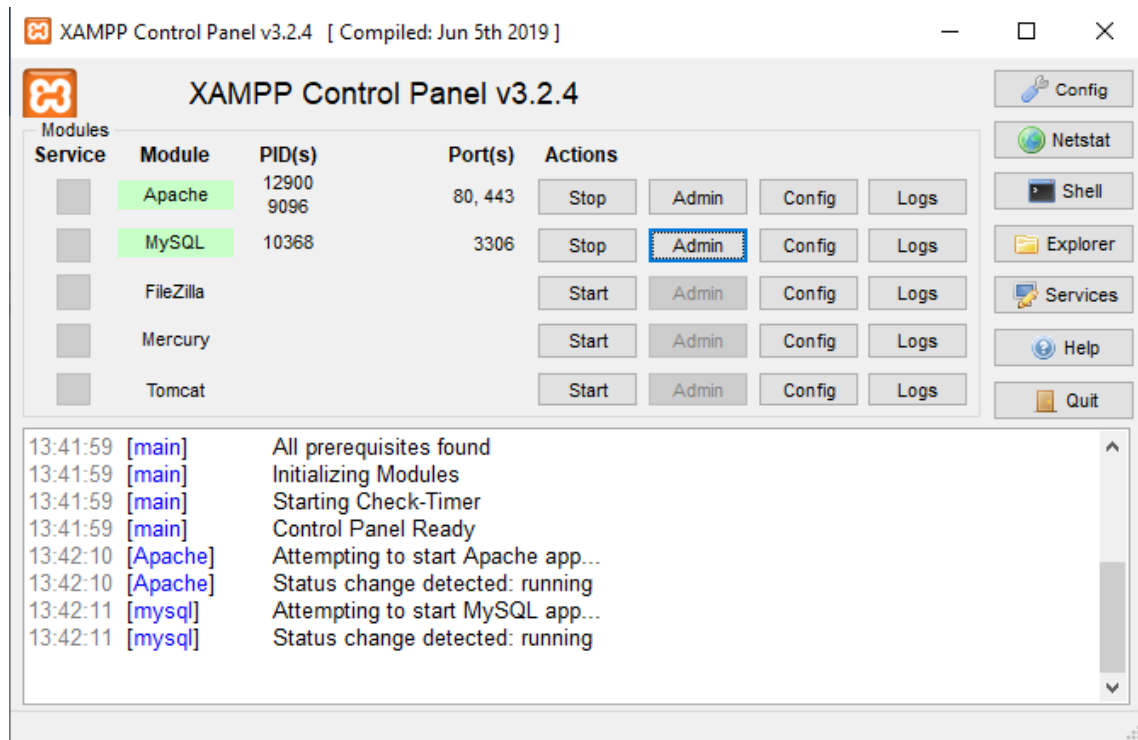 XAMPP Control Panel v3.2.4 [ Compiled: Jun 5th 2019 ]
XAMPP Control Panel v3.2.4
Config
Modules
Service Module PID(s) Port(s) Actions
Netstat
Apache 12900 9096 80, 443 Stop Admin Config Logs
Shell
MySQL 10368 3306 Stop Admin Config Logs
Explorer
FileZilla Start Admin Config Logs
Services
Mercury Start Admin Config Logs
Help
Tomcat Start Admin Config Logs
Quit
13:41:59 [main] All prerequisites found
13:41:59 [main] Initializing Modules
13:41:59 [main] Starting Check-Timer
13:41:59 [main] Control Panel Ready
13:42:10 [Apache] Attempting to start Apache app...
13:42:10 [Apache] Status change detected: running
13:42:11 [mysql] Attempting to start MySQL app...
13:42:11 [mysql] Status change detected: running